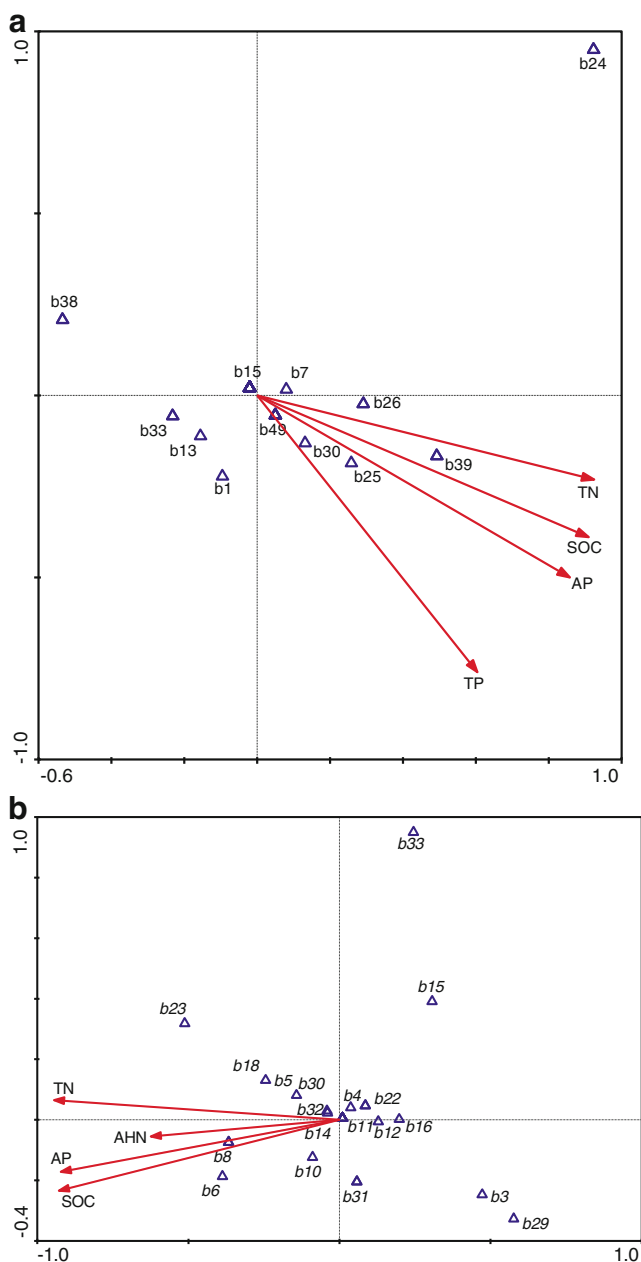 a
1.0
b24
b38
b15 b7
b26
b33
b49
b13
b30
b39
b25
b1
TN
SOC
AP
TP
-1.0
-0.6 1.0
b
1.0
b33
b15
b23
b18 b5 b30
TN
b4 b22
b32
AHN
b14 b11 b12 b16
b8
AP
b10
b6
SOC
b31
b3
b29
-0.4
-1.0 1.0